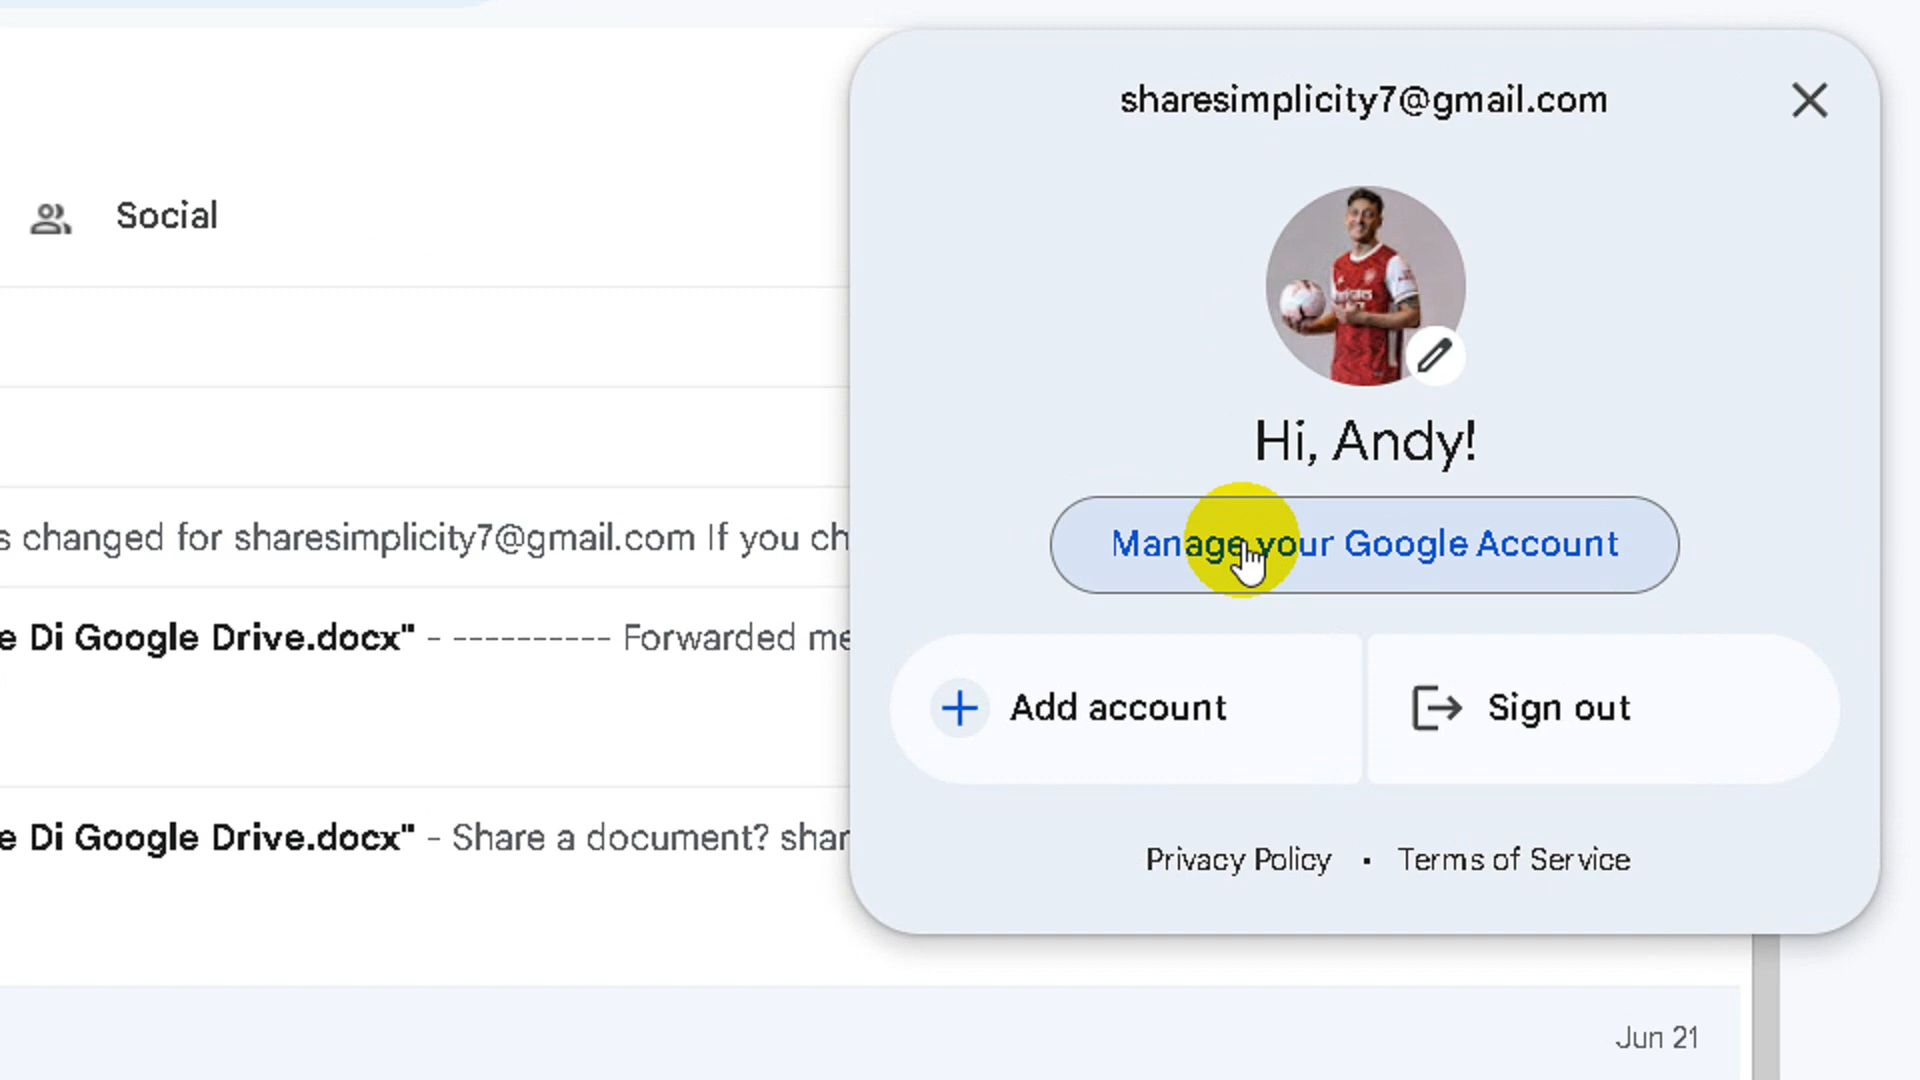 sharesimplicity7@gmail.com
Social
Hi, Andy!
s changed for sharesimplicity7@gmail.com If you ch
Manage your Google Account
e Di Google Drive.docx" - ---------- Forwarded me
Add account
Sign out
e Di Google Drive.docx" - Share a document? shar
Privacy Policy • Terms of Service
Jun 21